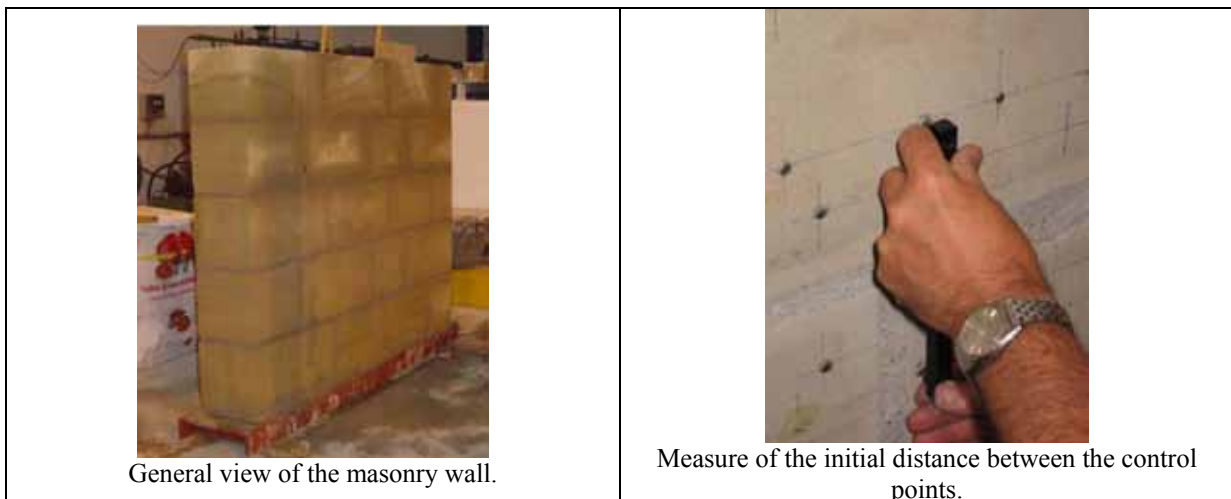 General view of the masonry wall.
Measure of the initial distance between the control
points.